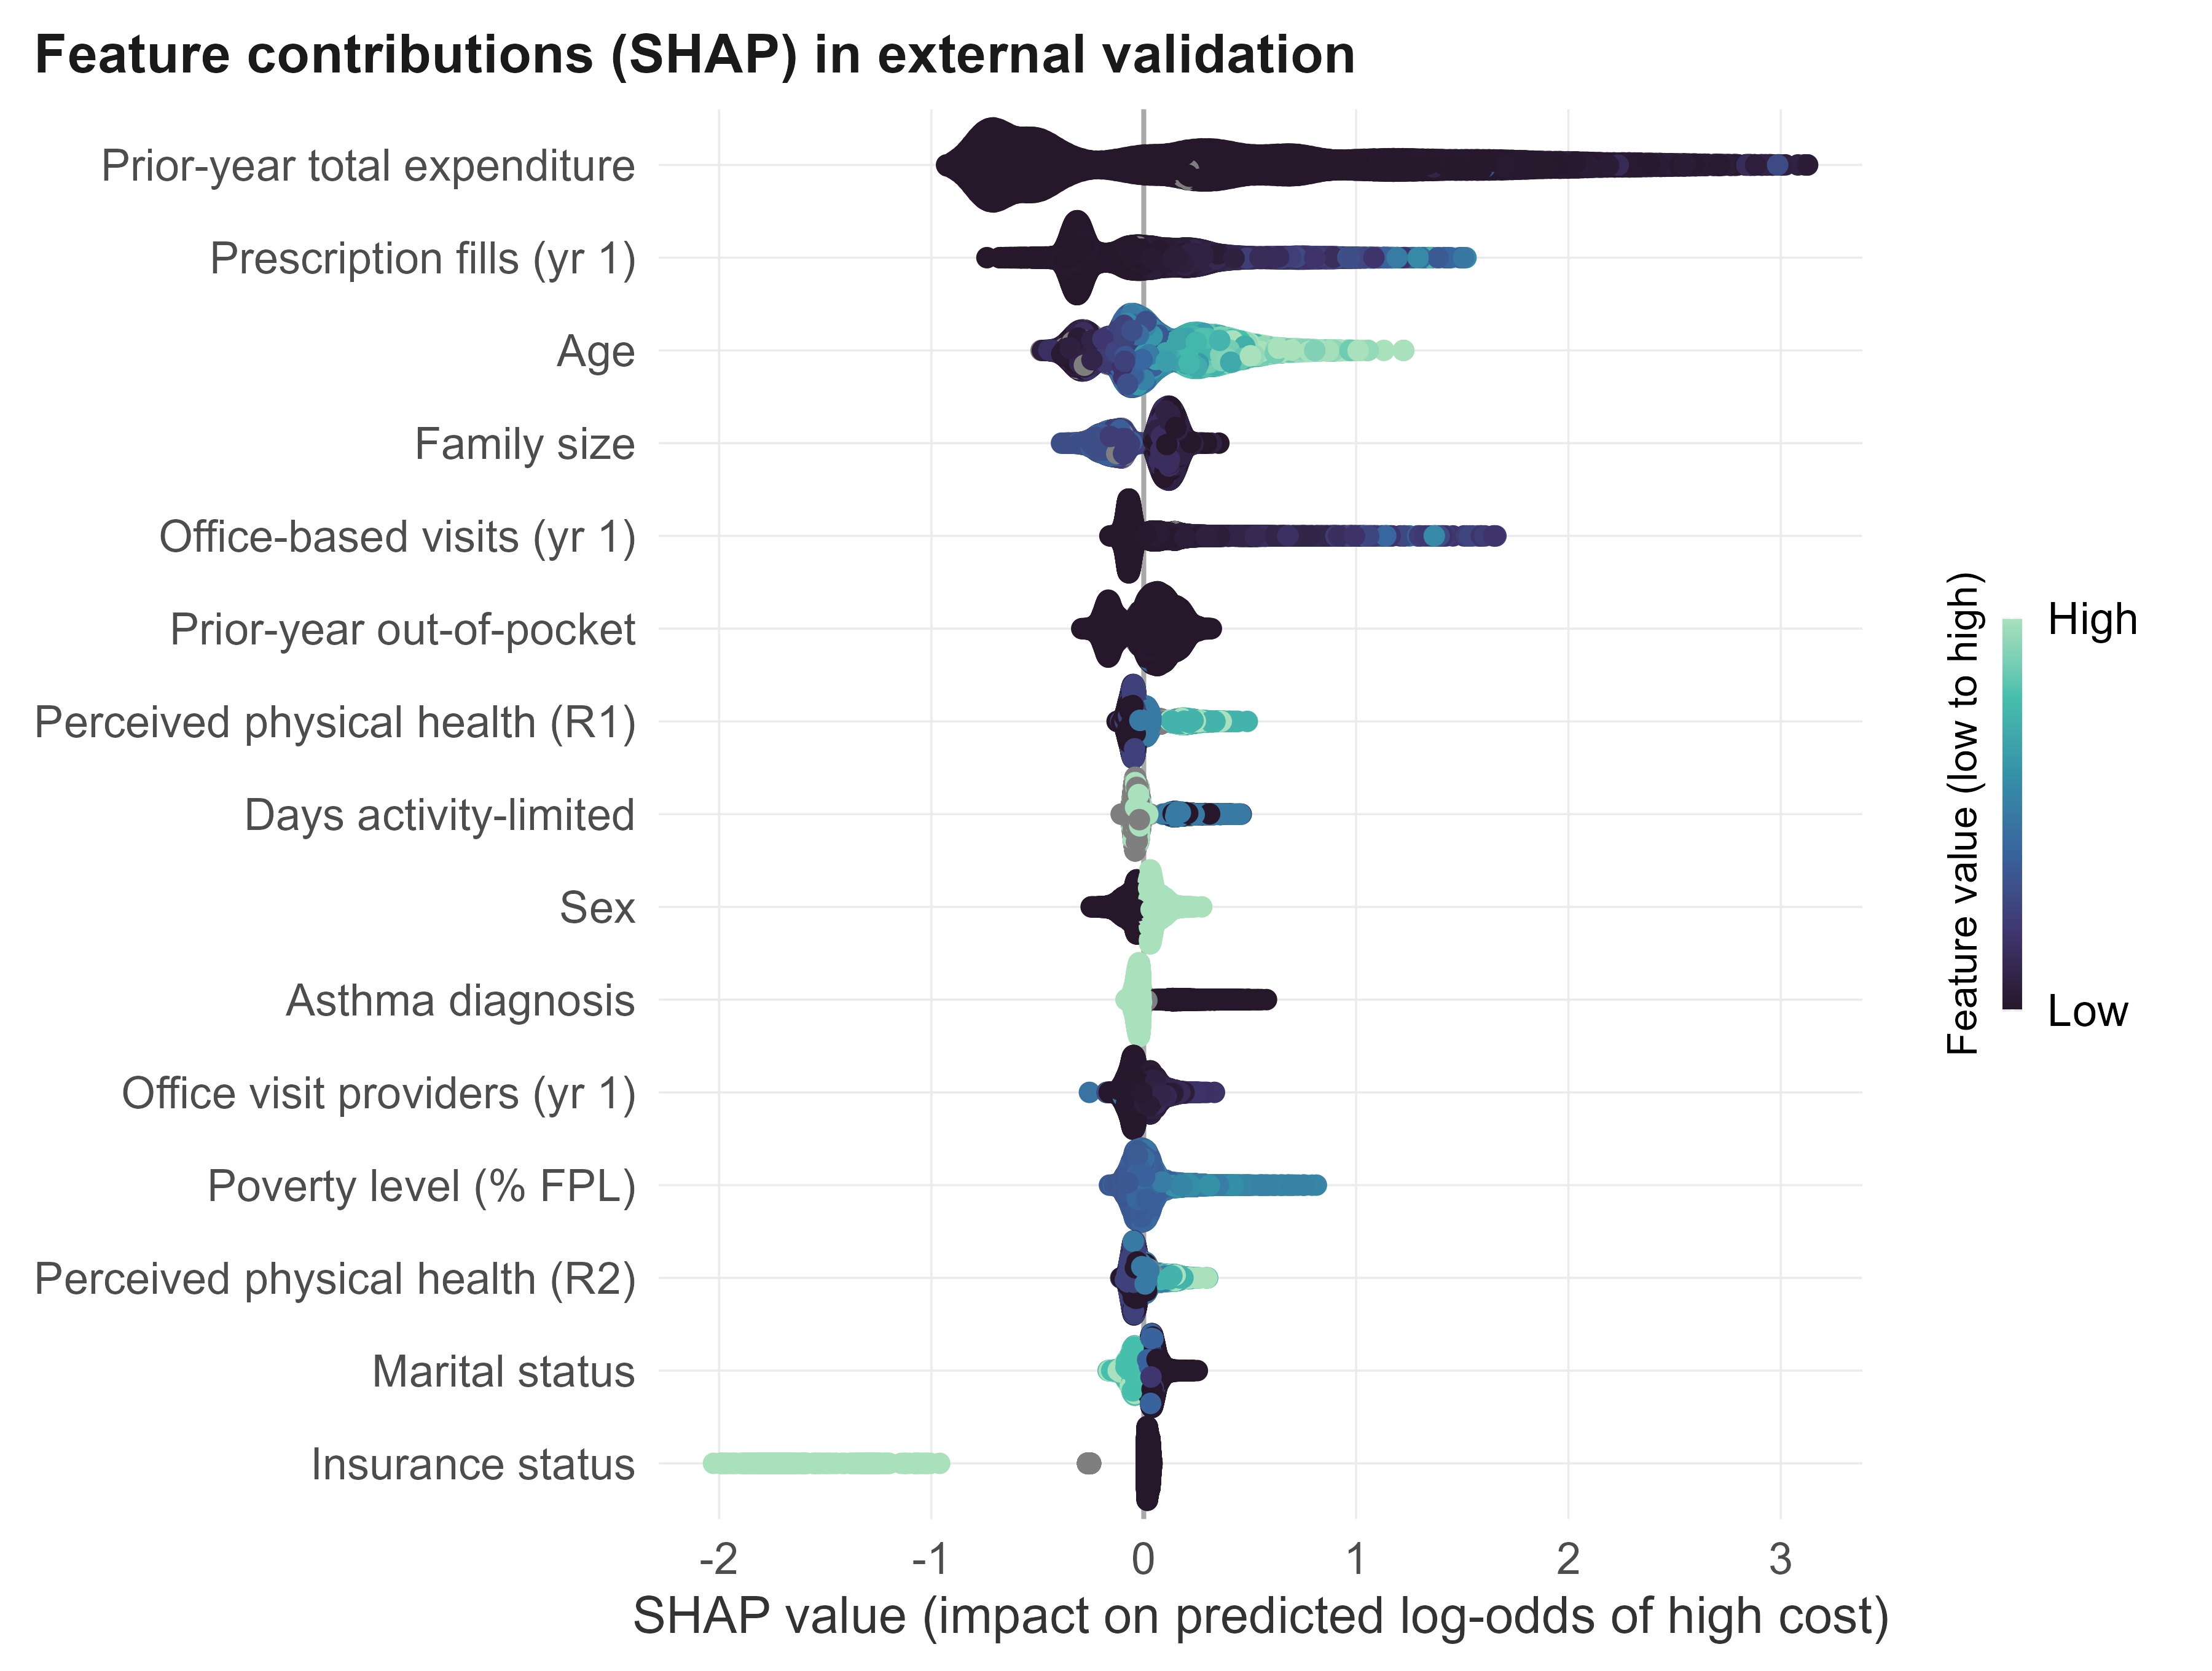 Feature contributions (SHAP) in external validation
Prior-year total expenditure
Prescription fills (yr 1)
Age
Family size
Office-based visits (yr 1)
Prior-year out-of-pocket
Perceived physical health (R1)
Days activity-limited
Sex
Asthma diagnosis
Office visit providers (yr 1)
Poverty level (% FPL)
Perceived physical health (R2)
Marital status
Insurance status
-2 -1 0 1 2 3
SHAP value (impact on predicted log-odds of high cost)
Feature value (low to high)
High
Low